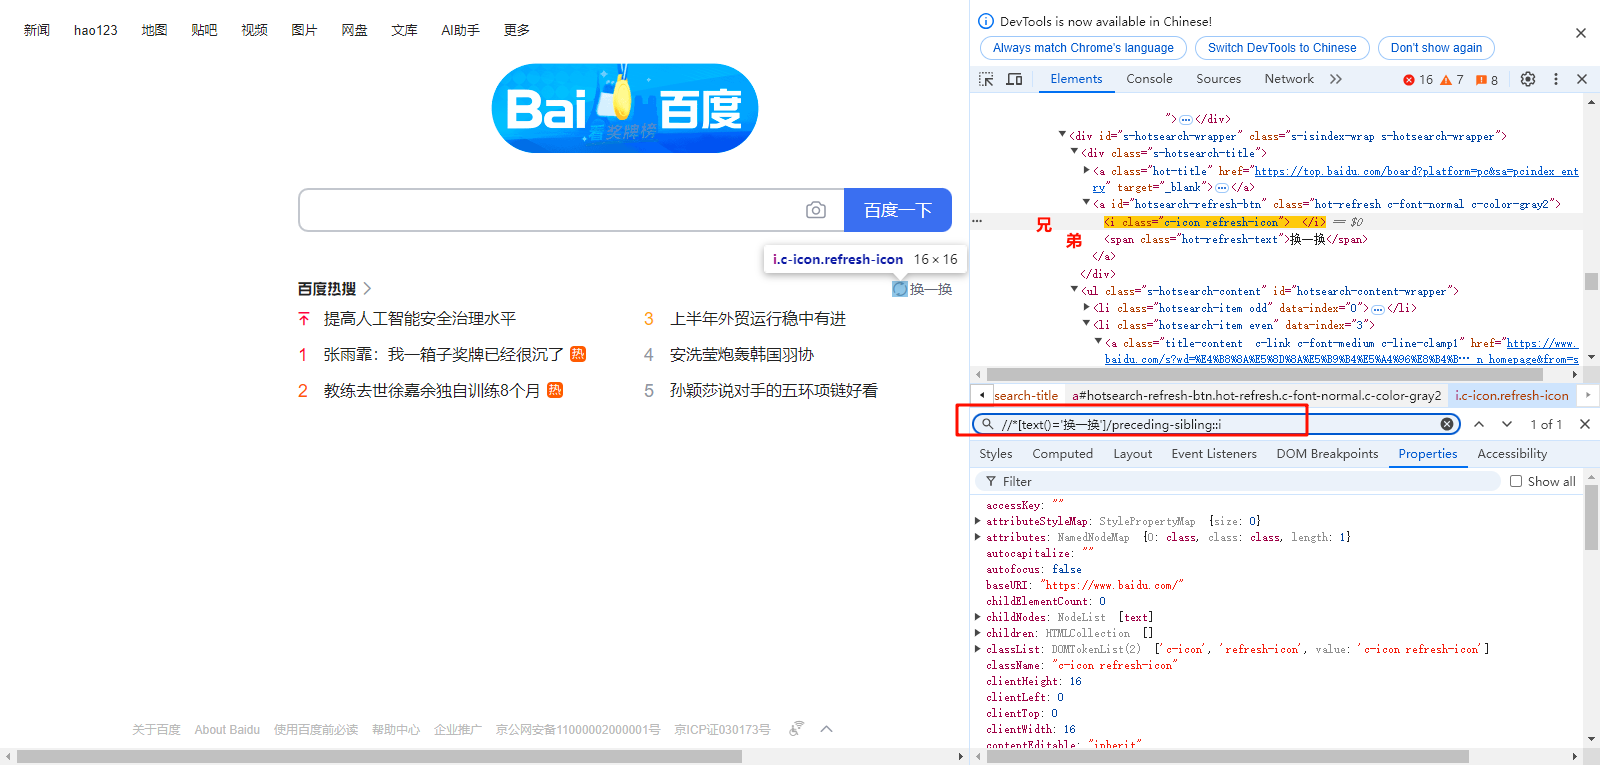 新闻 hao123 地图 贴吧 视频 图片 网盘 文库 AI助手 更多
Bai 百度
看奖牌榜
百度一下
i.c-icon.refresh-icon 16 × 16
百度热搜
换一换
提高人工智能安全治理水平
1 张雨霏：我一箱子奖牌已经很沉了 热
2 教练去世徐嘉余独自训练8个月 热
3 上半年外贸运行稳中有进
4 安洗莹炮轰韩国羽协
5 孙颖莎说对手的五环项链好看
关于百度 About Baidu 使用百度前必读 帮助中心 企业推广 京公网安备11000002000001号 京ICP证030173号
DevTools is now available in Chinese!
Always match Chrome's language Switch DevTools to Chinese Don't show again
Elements Console Sources Network 16 7 8
">…</div>
<div id="s-hotsearch-wrapper" class="s-isindex-wrap s-hotsearch-wrapper">
<div class="s-hotsearch-title">
<a class="hot-title" href="https://top.baidu.com/board?platform=pc&sa=pcindex_ent
ry" target="_blank">…</a>
<a id="hotsearch-refresh-btn" class="hot-refresh c-font-normal c-color-gray2">
兄 <i class="c-icon refresh-icon"> </i> == $0
弟 <span class="hot-refresh-text">换一换</span>
</a>
</div>
<ul class="s-hotsearch-content" id="hotsearch-content-wrapper">
<li class="hotsearch-item odd" data-index="0">…</li>
<li class="hotsearch-item even" data-index="3">
<a class="title-content  c-link c-font-medium c-line-clamp1" href="https://www.
baidu.com/s?wd=%E4%B8%8A%E5%8D%8A%E5%B9%B4%E5%A4%96%E8%B4%… n_homepage&from=s
search-title a#hotsearch-refresh-btn.hot-refresh.c-font-normal.c-color-gray2 i.c-icon.refresh-icon
//*[text()='换一换']/preceding-sibling::i 1 of 1
Styles Computed Layout Event Listeners DOM Breakpoints Properties Accessibility
Filter Show all
accessKey: ""
attributeStyleMap: StylePropertyMap {size: 0}
attributes: NamedNodeMap {0: class, class: class, length: 1}
autocapitalize: ""
autofocus: false
baseURI: "https://www.baidu.com/"
childElementCount: 0
childNodes: NodeList [text]
children: HTMLCollection []
classList: DOMTokenList(2) ['c-icon', 'refresh-icon', value: 'c-icon refresh-icon']
className: "c-icon refresh-icon"
clientHeight: 16
clientLeft: 0
clientTop: 0
clientWidth: 16
contentEditable: "inherit"